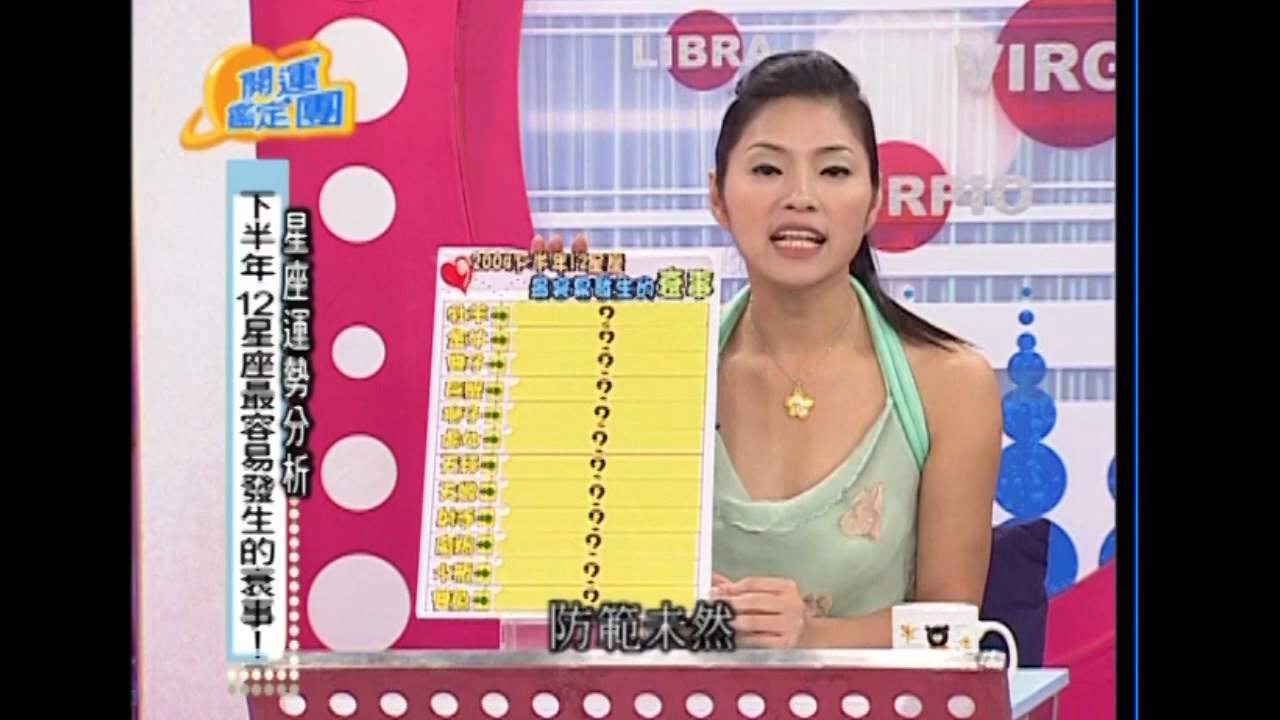 開運
鑑定團
星座運勢分析
下半年12星座最容易發生的衰事！
LIBRA
VIRG
RPIO
2004下半年12星座
最容易發生的衰事
牡羊 ?
金牛 ?
雙子 ?
巨蟹 ?
獅子 ?
處女 ?
天秤 ?
天蠍 ?
射手 ?
魔羯 ?
水瓶 ?
雙魚 ?
防範未然